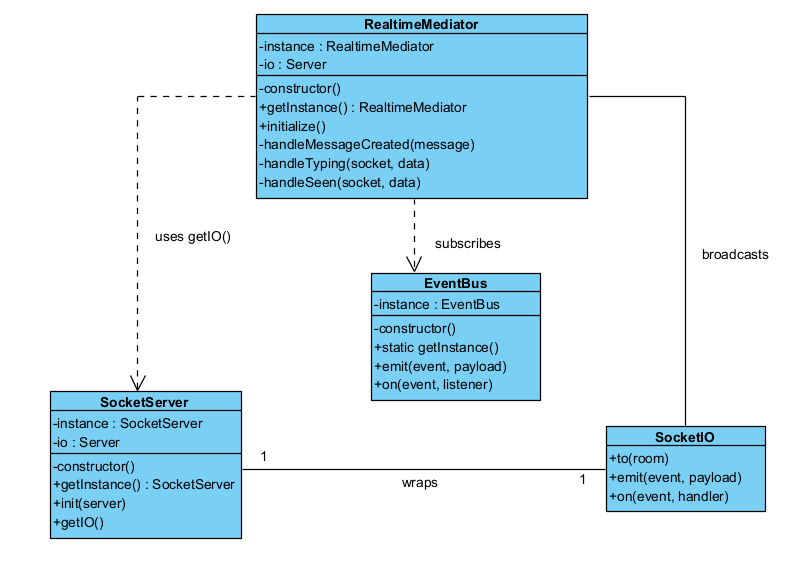 RealtimeMediator
-instance : RealtimeMediator
-io : Server
-constructor()
+getInstance() : RealtimeMediator
+initialize()
-handleMessageCreated(message)
-handleTyping(socket, data)
-handleSeen(socket, data)
uses getIO()
subscribes
broadcasts
EventBus
-instance : EventBus
-constructor()
+static getInstance()
+emit(event, payload)
+on(event, listener)
SocketServer
-instance : SocketServer
-io : Server
-constructor()
+getInstance() : SocketServer
+init(server)
+getIO()
1
wraps
1
SocketIO
+to(room)
+emit(event, payload)
+on(event, handler)